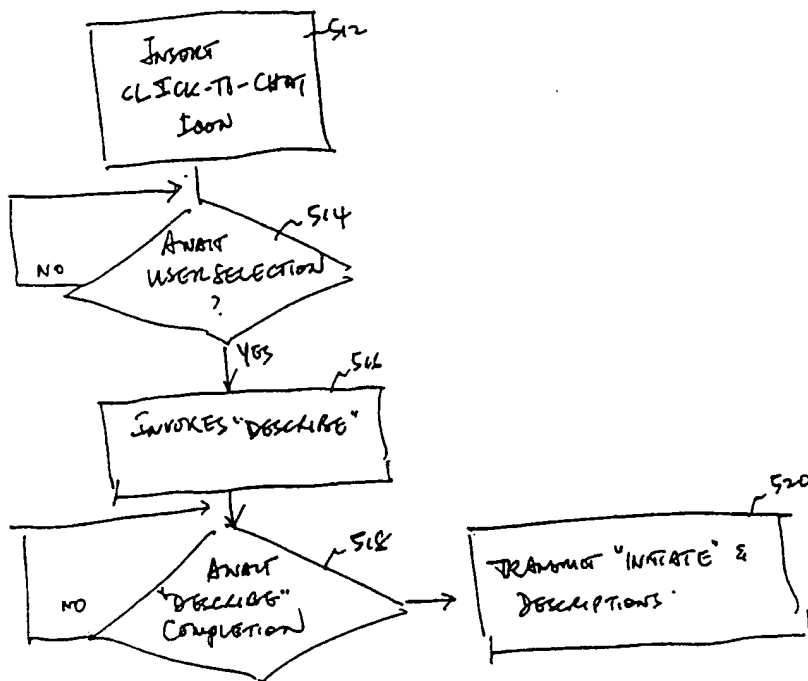 512
INSERT
CLICK-TO-CHAT
ICON
514
AWAIT
USER SELECTION
?
NO
YES
516
INVOKES "DESCRIBE"
518
AWAIT
"DESCRIBE"
COMPLETION
NO
520
TRANSMIT "INITIATE" &
DESCRIPTIONS.